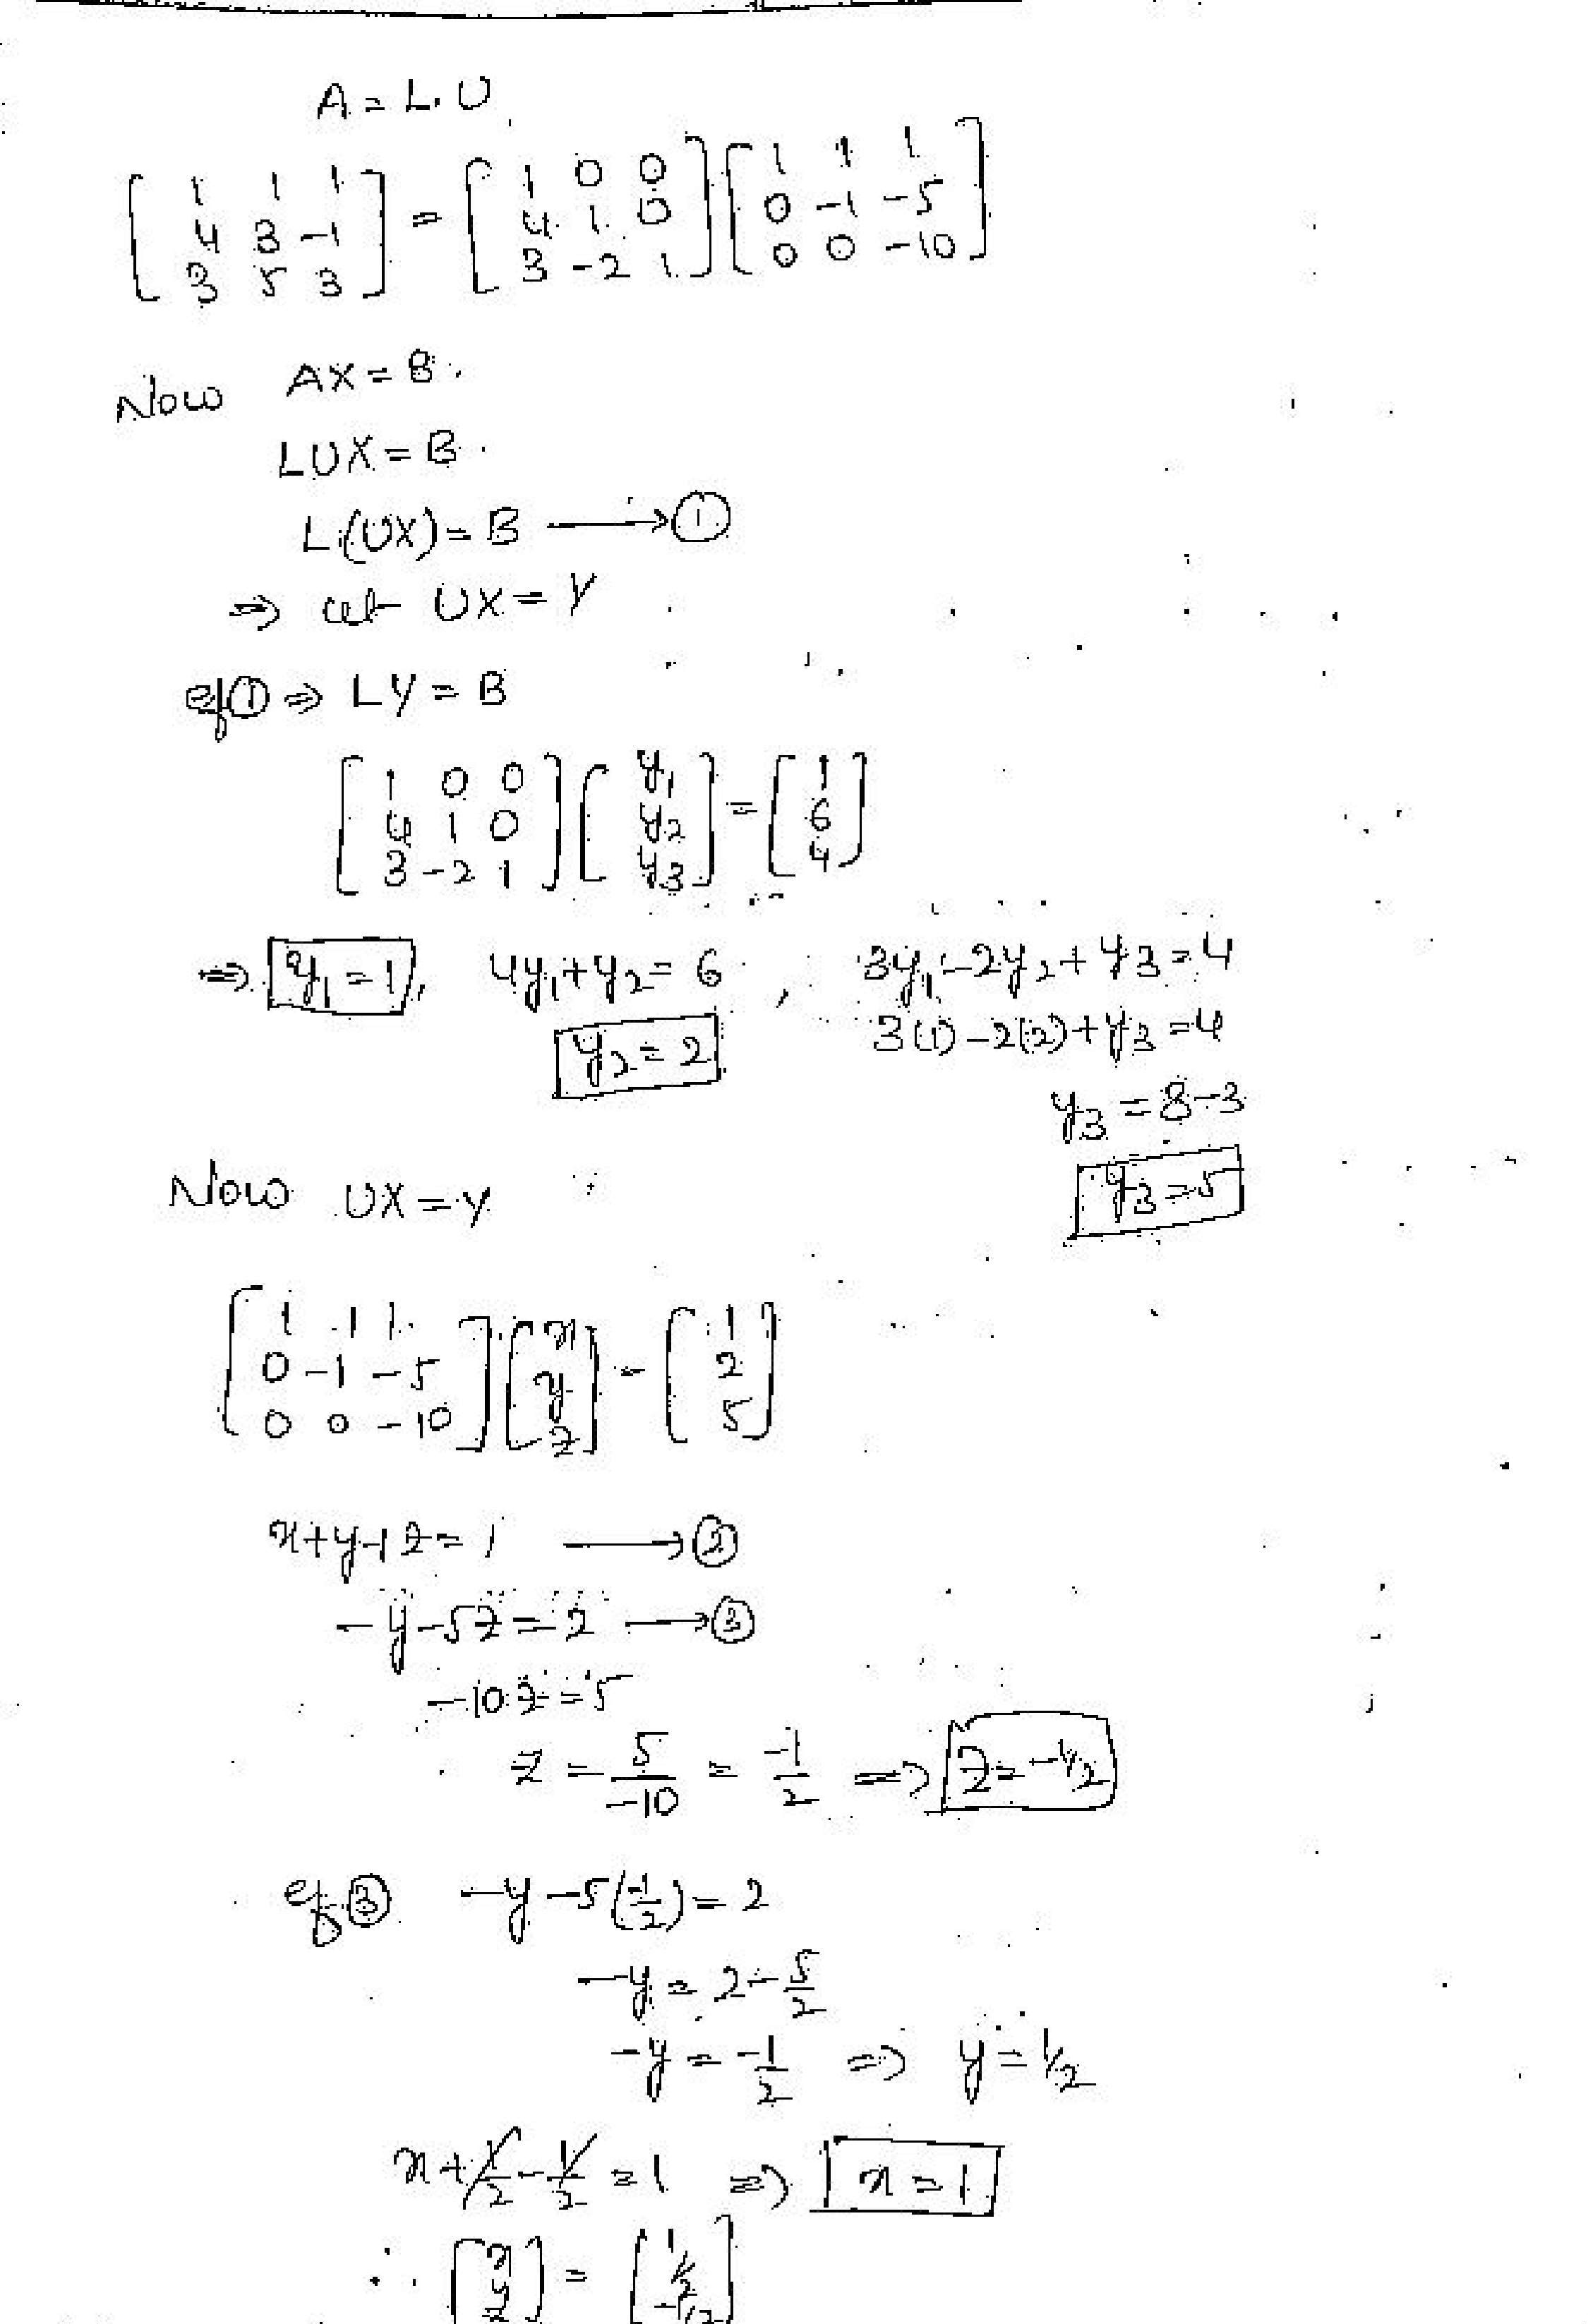 A = L.U
[1 1 1; 4 3 -1; 3 5 3] = [1 0 0; 4 1 0; 3 -2 1] [1 1 1; 0 -1 -5; 0 0 -10]
Now AX = B.
LUX = B.
L(UX) = B ⟶ ①
⇒ let UX = Y
eq① ⇒ LY = B
[1 0 0; 4 1 0; 3 -2 1] [y₁; y₂; y₃] = [1; 6; 4]
⇒ y₁ = 1, 4y₁ + y₂ = 6 , 3y₁ - 2y₂ + y₃ = 4
y₂ = 2 3(1) - 2(2) + y₃ = 4
y₃ = 8 - 3
y₃ = 5
Now UX = Y
[1 1 1; 0 -1 -5; 0 0 -10] [x; y; z] = [1; 2; 5]
x + y + z = 1 ⟶ ②
-y - 5z = 2 ⟶ ③
-10z = 5
z = 5/-10 = -1/2 ⇒ z = -1/2
eq③ -y - 5(-1/2) = 2
-y = 2 - 5/2
-y = -1/2 ⇒ y = 1/2
x + 1/2 - 1/2 = 1 ⇒ x = 1
∴ [x; y; z] = [1; 1/2; -1/2]